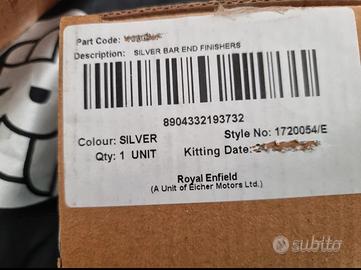 Part Code:
Description: SILVER BAR END FINISHERS
8904332193732
Colour: SILVER Style No: 1720054/E
Qty: 1 UNIT Kitting Date:
Royal Enfield
(A Unit of Eicher Motors Ltd.)
subito